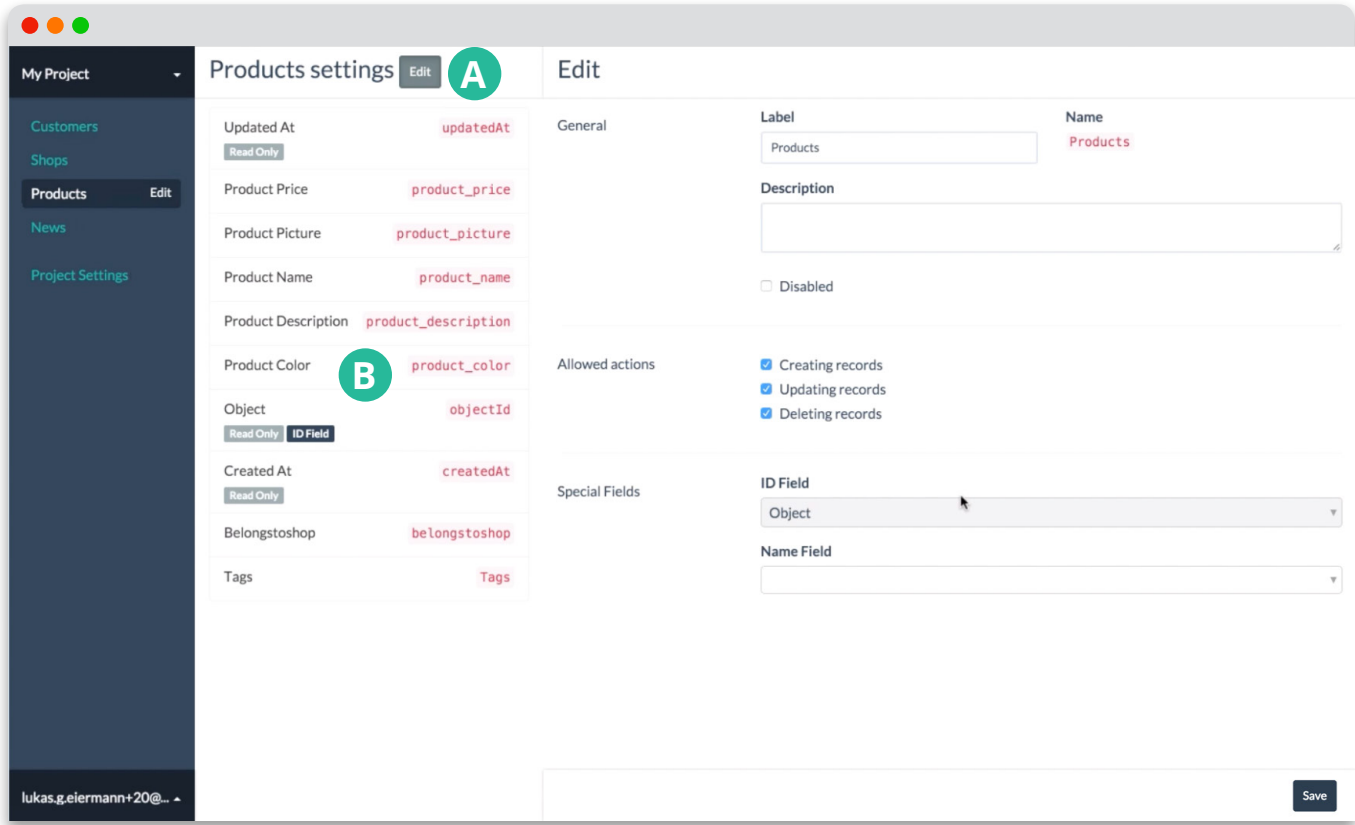 My Project
Products settings Edit A
Edit
Customers
Shops
Products Edit
News
Project Settings
lukas.g.eiermann+20@...
Updated At updatedAt
Read Only
Product Price product_price
Product Picture product_picture
Product Name product_name
Product Description product_description
Product Color B product_color
Object objectId
Read Only ID Field
Created At createdAt
Read Only
Belongstoshop belongstoshop
Tags Tags
General
Label
Products
Name
Products
Description
Disabled
Allowed actions
Creating records
Updating records
Deleting records
Special Fields
ID Field
Object
Name Field
Save